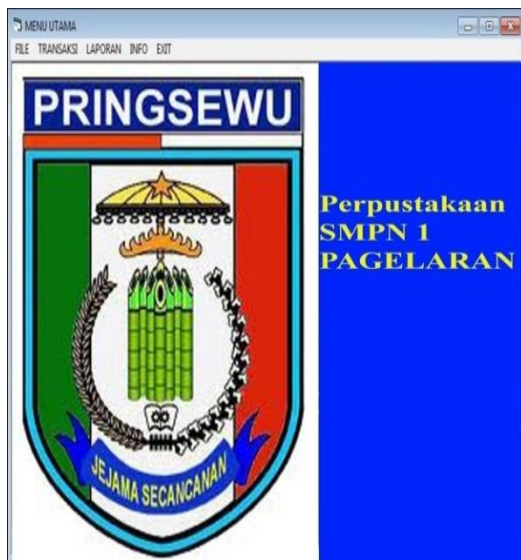 MENU UTAMA
FILE TRANSAKSI LAPORAN INFO EXIT
PRINGSEWU
Perpustakaan
SMPN 1
PAGELARAN
JEJAMA SECANCANAN